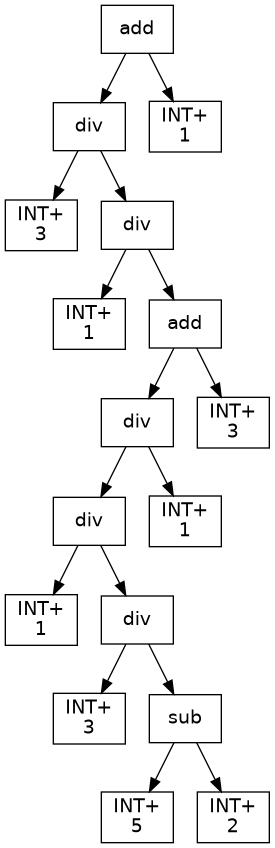 add
div
INT+
1
INT+
3
div
INT+
1
add
div
INT+
3
div
INT+
1
INT+
1
div
INT+
3
sub
INT+
5
INT+
2